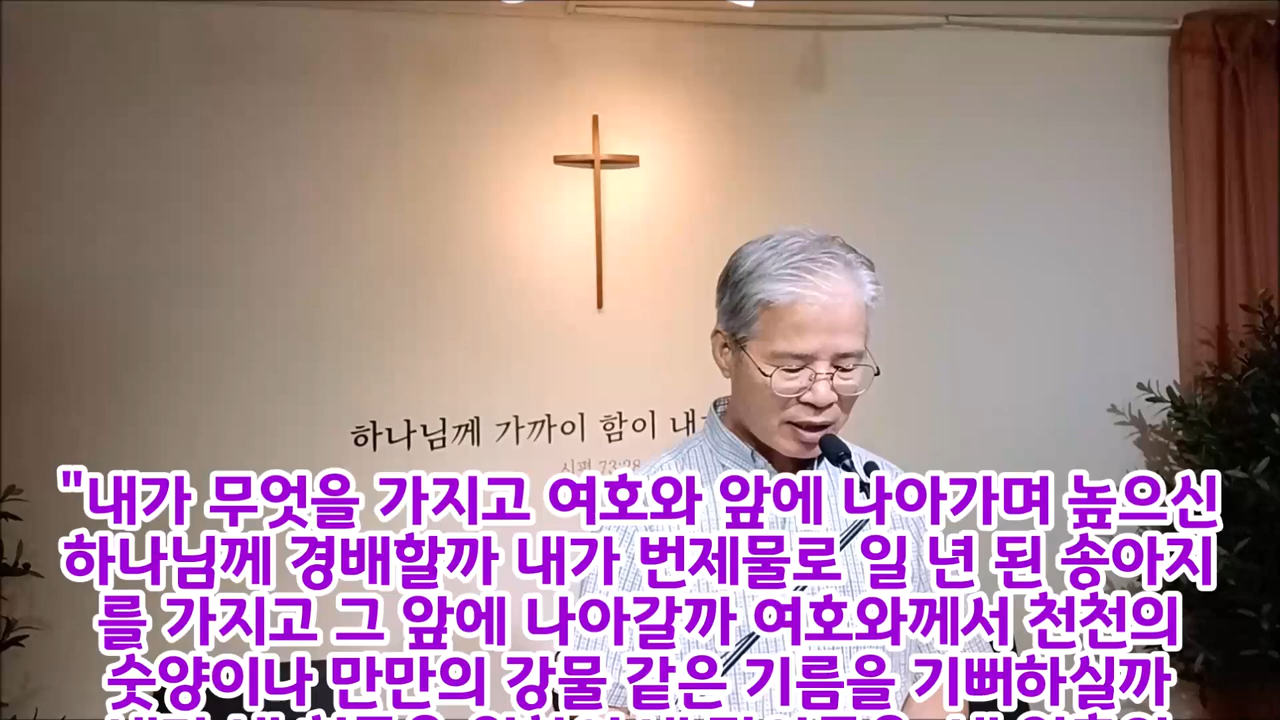 하나님께 가까이 함이 내
시편 73:28
"내가 무엇을 가지고 여호와 앞에 나아가며 높으신
하나님께 경배할까 내가 번제물로 일 년 된 송아지
를 가지고 그 앞에 나아갈까 여호와께서 천천의
숫양이나 만만의 강물 같은 기름을 기뻐하실까